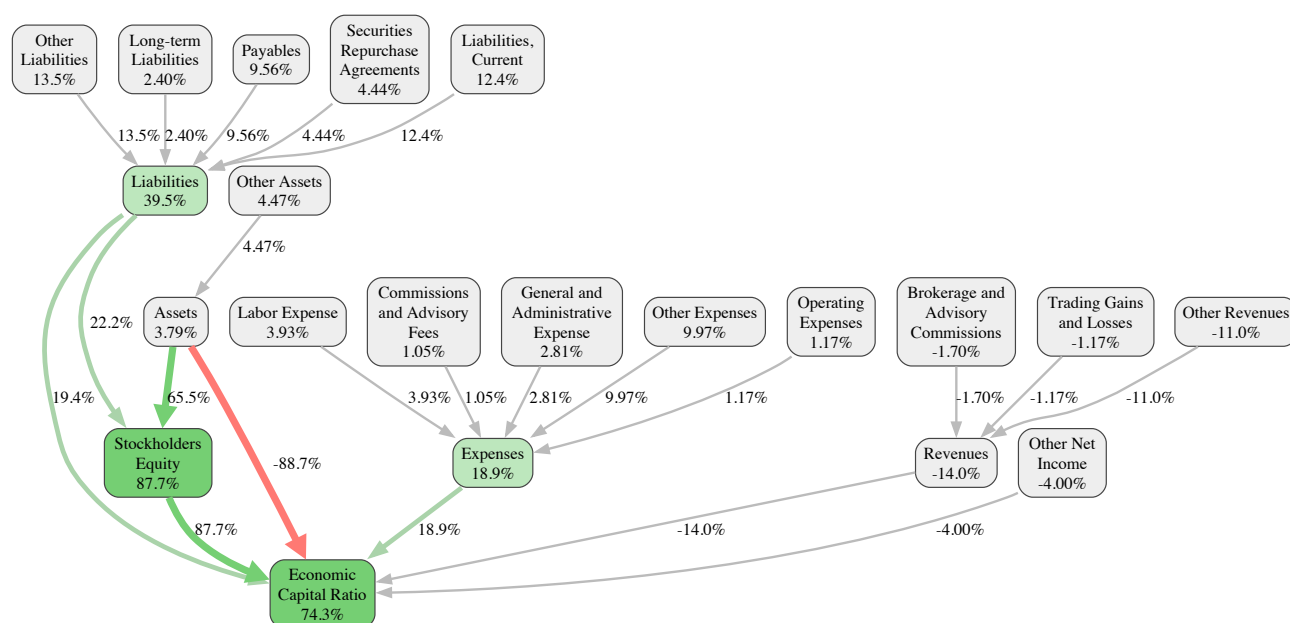 Other
Liabilities
13.5%
Long-term
Liabilities
2.40%
Payables
9.56%
Securities
Repurchase
Agreements
4.44%
Liabilities,
Current
12.4%
13.5%
2.40%
9.56%
4.44%
12.4%
Liabilities
39.5%
Other Assets
4.47%
4.47%
Assets
3.79%
Labor Expense
3.93%
Commissions
and Advisory
Fees
1.05%
General and
Administrative
Expense
2.81%
Other Expenses
9.97%
Operating
Expenses
1.17%
Brokerage and
Advisory
Commissions
-1.70%
Trading Gains
and Losses
-1.17%
Other Revenues
-11.0%
22.2%
19.4%
65.5%
3.93%
1.05%
2.81%
9.97%
1.17%
-1.70%
-1.17%
-11.0%
Stockholders
Equity
87.7%
-88.7%
Expenses
18.9%
Revenues
-14.0%
Other Net
Income
-4.00%
87.7%
18.9%
-14.0%
-4.00%
Economic
Capital Ratio
74.3%